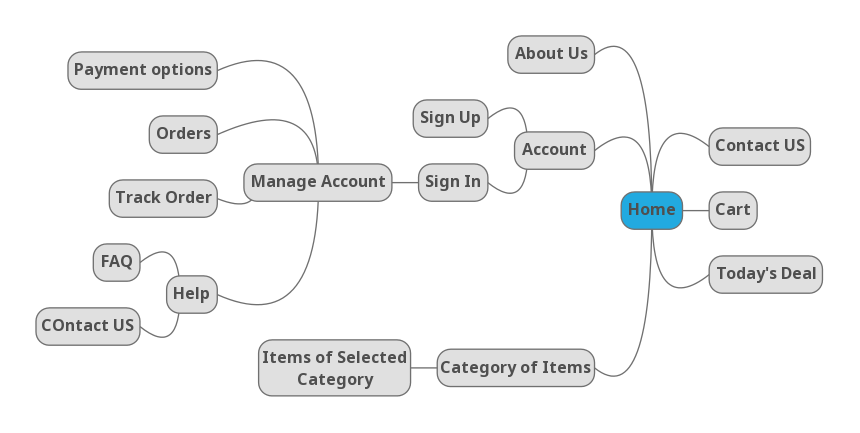 About Us
Payment options
Sign Up
Orders
Contact US
Account
Manage Account
Sign In
Track Order
Home
Cart
FAQ
Today's Deal
Help
COntact US
Items of Selected
Category
Category of Items